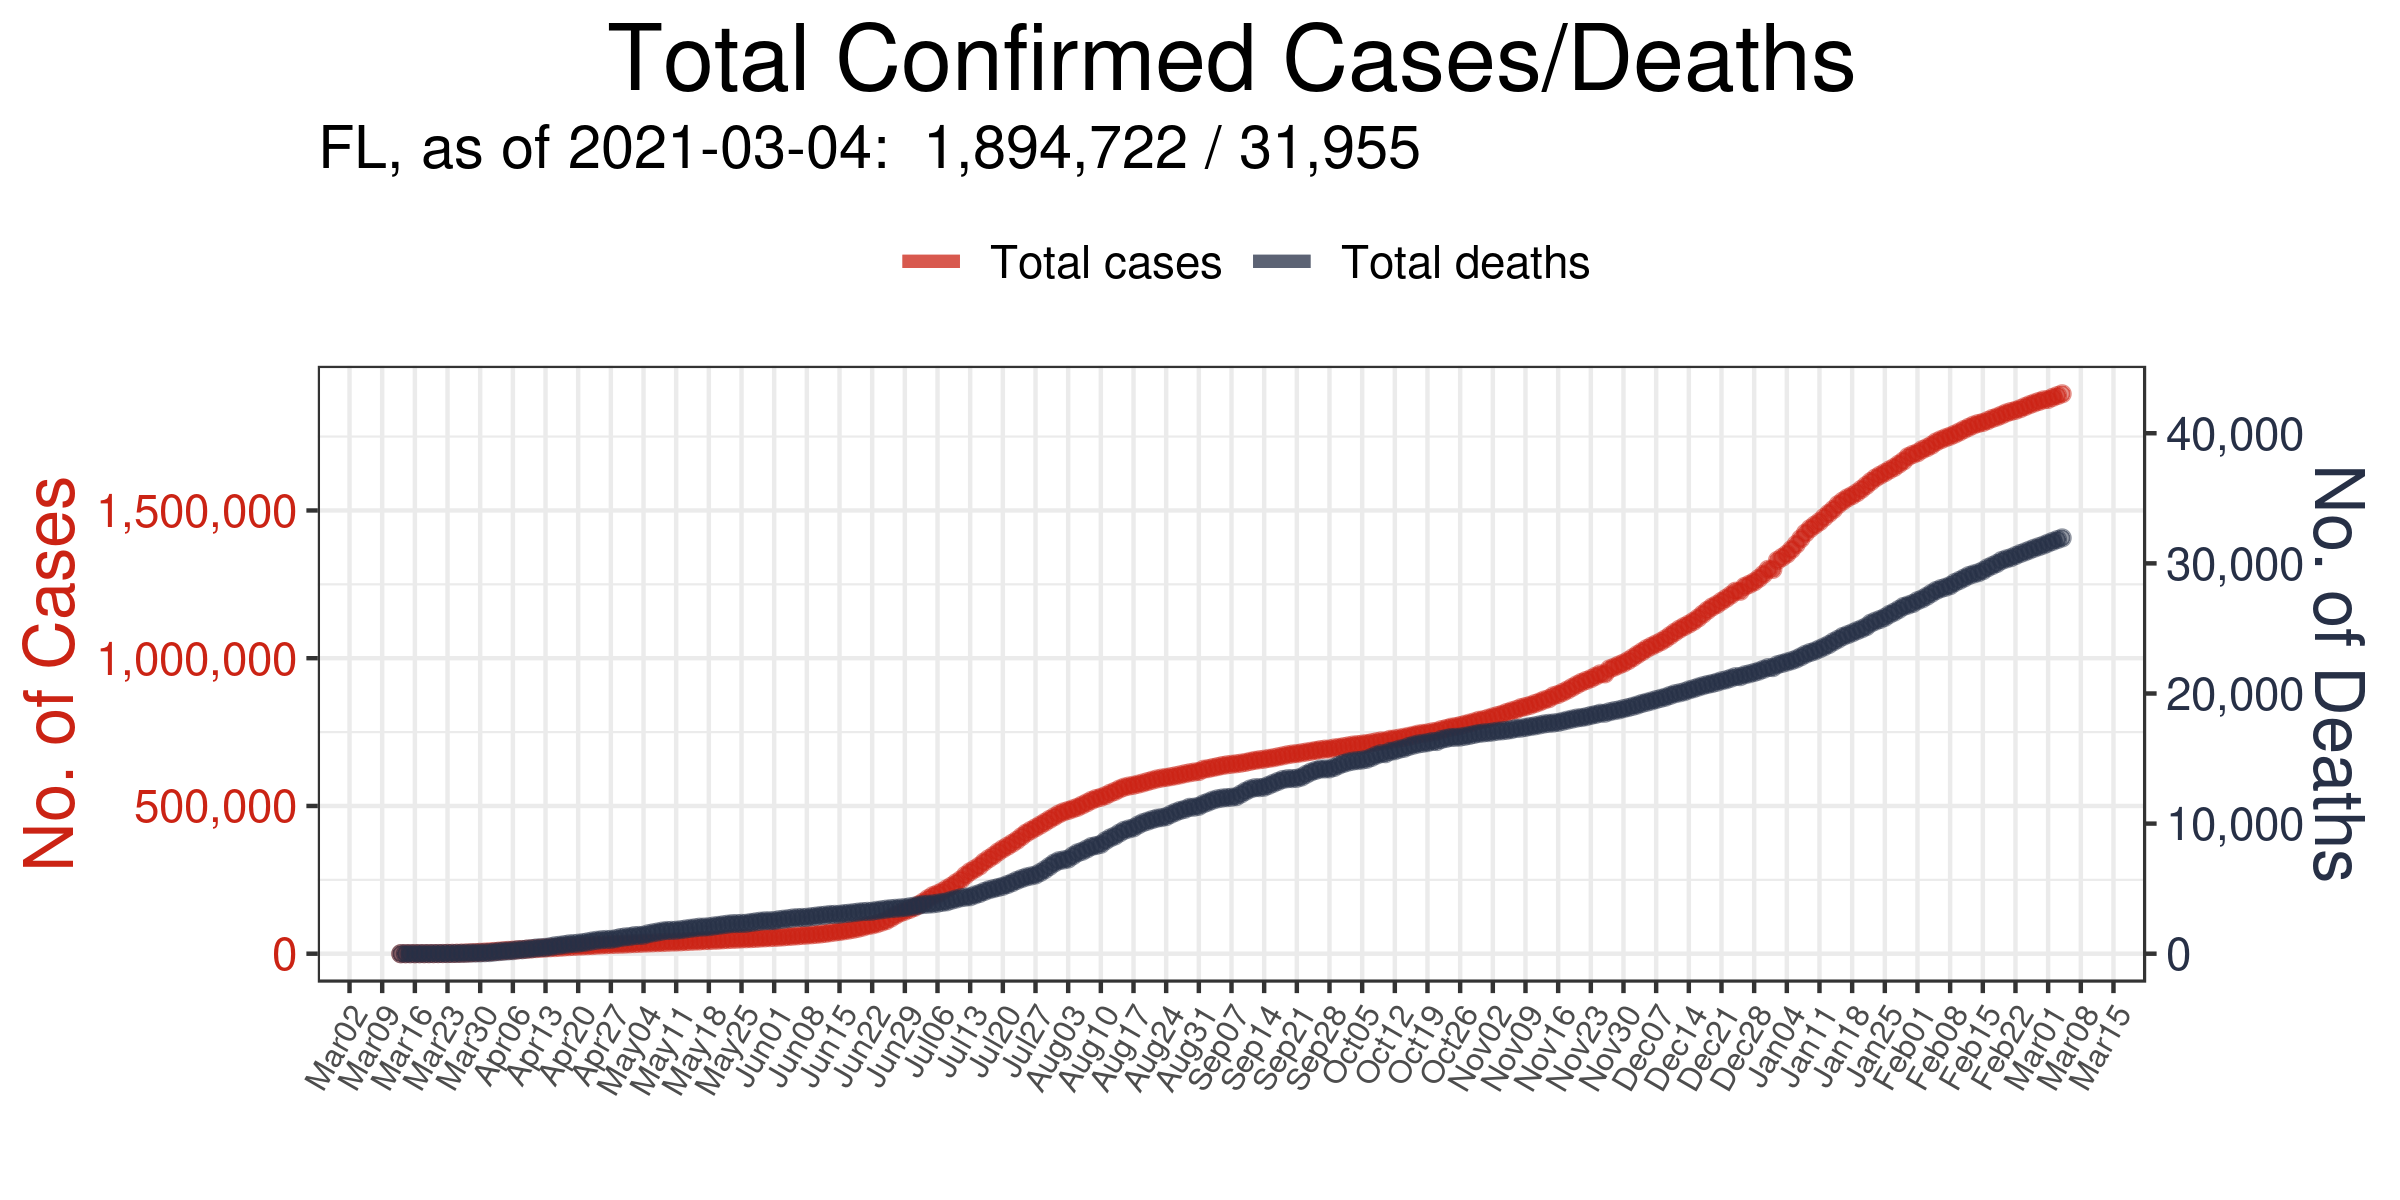 Total Confirmed Cases/Deaths
FL, as of 2021-03-04:  1,894,722 / 31,955
Total cases
Total deaths
No. of Cases
1,500,000
1,000,000
500,000
0
40,000
30,000
20,000
10,000
0
No. of Deaths
Mar02
Mar09
Mar16
Mar23
Mar30
Apr06
Apr13
Apr20
Apr27
May04
May11
May18
May25
Jun01
Jun08
Jun15
Jun22
Jun29
Jul06
Jul13
Jul20
Jul27
Aug03
Aug10
Aug17
Aug24
Aug31
Sep07
Sep14
Sep21
Sep28
Oct05
Oct12
Oct19
Oct26
Nov02
Nov09
Nov16
Nov23
Nov30
Dec07
Dec14
Dec21
Dec28
Jan04
Jan11
Jan18
Jan25
Feb01
Feb08
Feb15
Feb22
Mar01
Mar08
Mar15